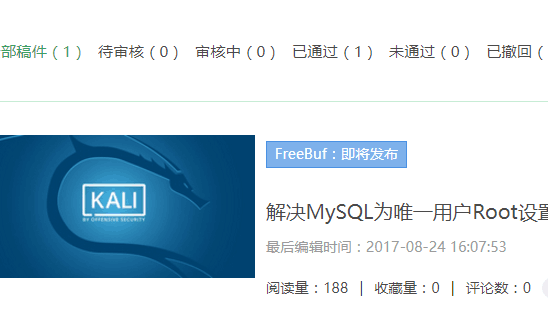 部稿件（1） 待审核（0） 审核中（0） 已通过（1） 未通过（0） 已撤回（
KALI
BY OFFENSIVE SECURITY
FreeBuf：即将发布
解决MySQL为唯一用户Root设置
最后编辑时间：2017-08-24 16:07:53
阅读量：188 | 收藏量：0 | 评论数：0